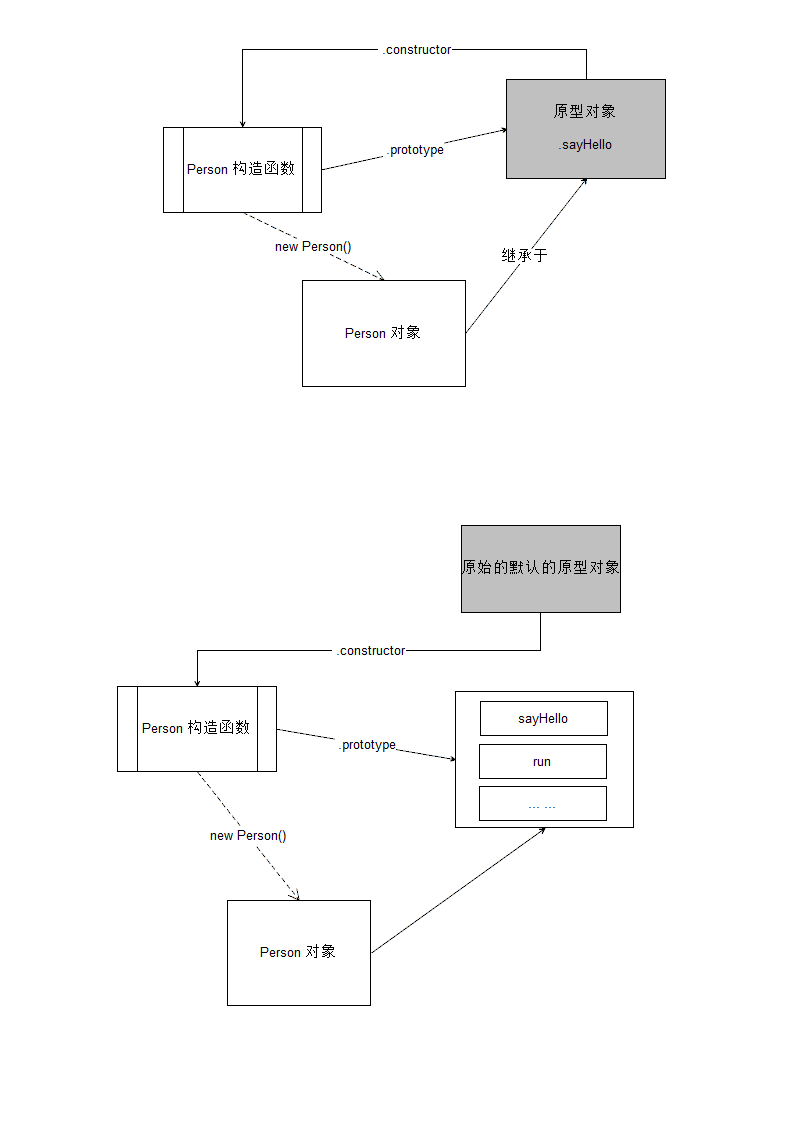 .constructor
原型对象
.sayHello
.prototype
Person 构造函数
new Person()
继承于
Person 对象
原始的默认的原型对象
.constructor
sayHello
Person 构造函数
.prototype
run
... ...
new Person()
Person 对象